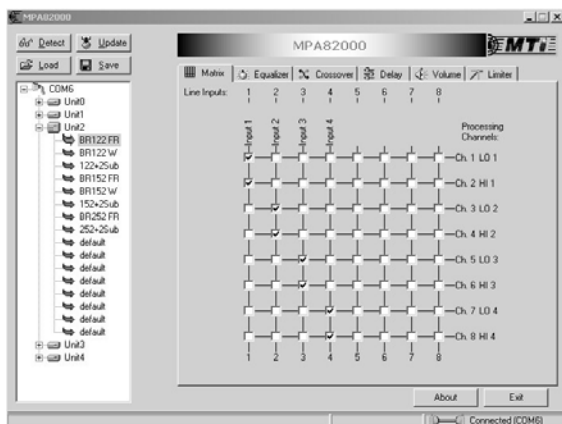 MPA82000
Detect
Update
Load
Save
MPA82000
MTi
Matrix
Equalizer
Crossover
Delay
Volume
Limiter
COM6
Unit0
Unit1
Unit2
BR122 FR
BR122 W
122+2Sub
BR152 FR
BR152 W
152+2Sub
BR252 FR
252+2Sub
default
default
default
default
default
default
default
default
Unit3
Unit4
Line Inputs: 1 2 3 4 5 6 7 8
Input 1 Input 2 Input 3 Input 4
Processing
Channels:
Ch. 1 LO 1
Ch. 2 HI 1
Ch. 3 LO 2
Ch. 4 HI 2
Ch. 5 LO 3
Ch. 6 HI 3
Ch. 7 LO 4
Ch. 8 HI 4
1 2 3 4 5 6 7 8
About
Exit
Connected (COM6)